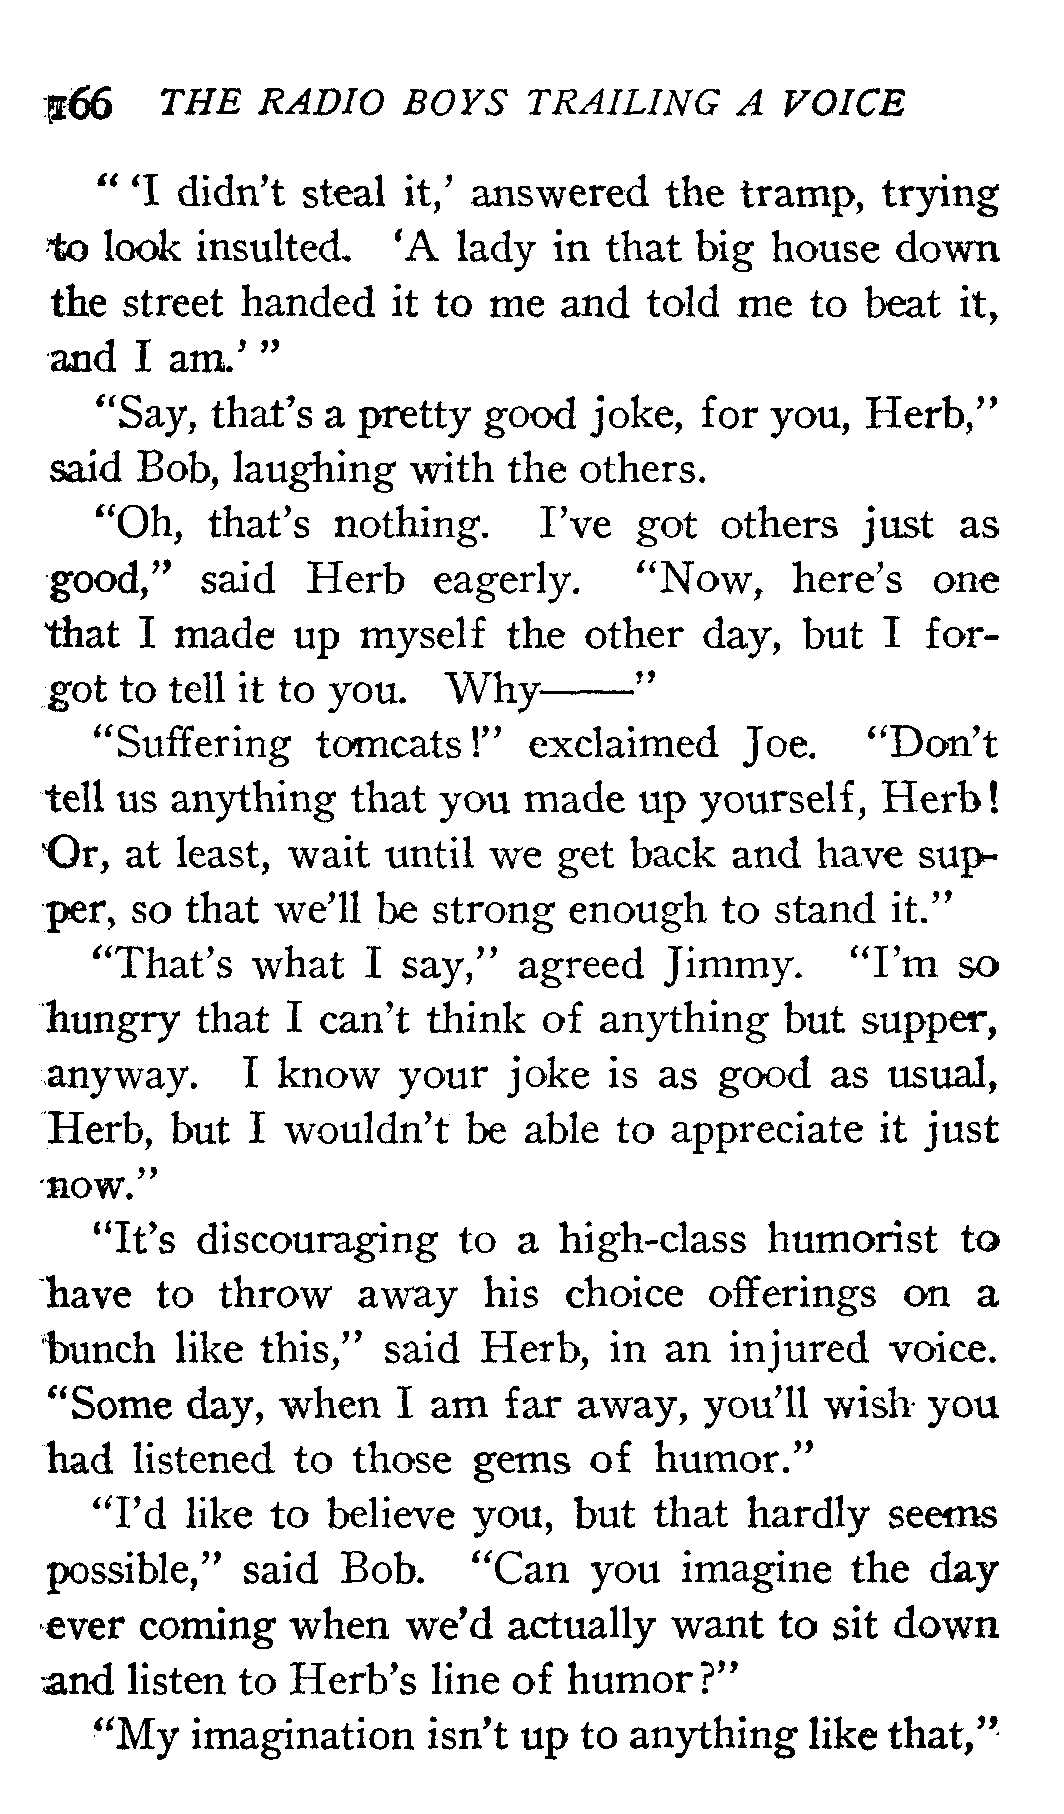 166 THE RADIO BOYS TRAILING A VOICE
“ ‘I didn’t steal it,’ answered the tramp, trying
to look insulted. ‘A lady in that big house down
the street handed it to me and told me to beat it,
and I am.’ ”
“Say, that’s a pretty good joke, for you, Herb,”
said Bob, laughing with the others.
“Oh, that’s nothing. I’ve got others just as
good,” said Herb eagerly. “Now, here’s one
that I made up myself the other day, but I for-
got to tell it to you. Why——”
“Suffering tomcats!” exclaimed Joe. “Don’t
tell us anything that you made up yourself, Herb!
Or, at least, wait until we get back and have sup-
per, so that we’ll be strong enough to stand it.”
“That’s what I say,” agreed Jimmy. “I’m so
hungry that I can’t think of anything but supper,
anyway. I know your joke is as good as usual,
Herb, but I wouldn’t be able to appreciate it just
now.”
“It’s discouraging to a high-class humorist to
have to throw away his choice offerings on a
bunch like this,” said Herb, in an injured voice.
“Some day, when I am far away, you’ll wish you
had listened to those gems of humor.”
“I’d like to believe you, but that hardly seems
possible,” said Bob. “Can you imagine the day
ever coming when we’d actually want to sit down
and listen to Herb’s line of humor?”
“My imagination isn’t up to anything like that,”